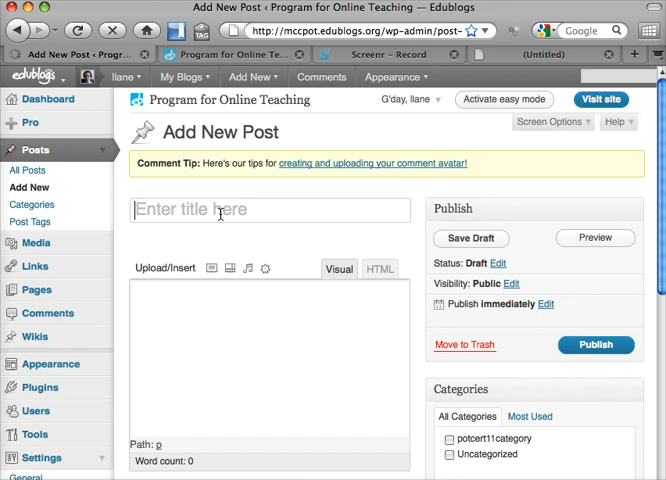 Add New Post ‹ Program for Online Teaching — Edublogs
http://mccpot.edublogs.org/wp-admin/post-
Google
Add New Post ‹ Progr...
Program for Online Te...
Screenr – Record
(Untitled)
edublogs
TAG
Ilane
My Blogs
Add New
Comments
Appearance
Dashboard
Pro
Posts
All Posts
Add New
Categories
Post Tags
Media
Links
Pages
Comments
Wikis
Appearance
Plugins
Users
Tools
Settings
General
Program for Online Teaching
G'day, Ilane
Activate easy mode
Visit site
Add New Post
Screen Options
Help
Comment Tip: Here's our tips for creating and uploading your comment avatar!
Enter title here
Upload/Insert
Visual
HTML
Path: p
Word count: 0
Publish
Save Draft
Preview
Status: Draft Edit
Visibility: Public Edit
Publish immediately Edit
Move to Trash
Publish
Categories
All Categories
Most Used
potcert11category
Uncategorized